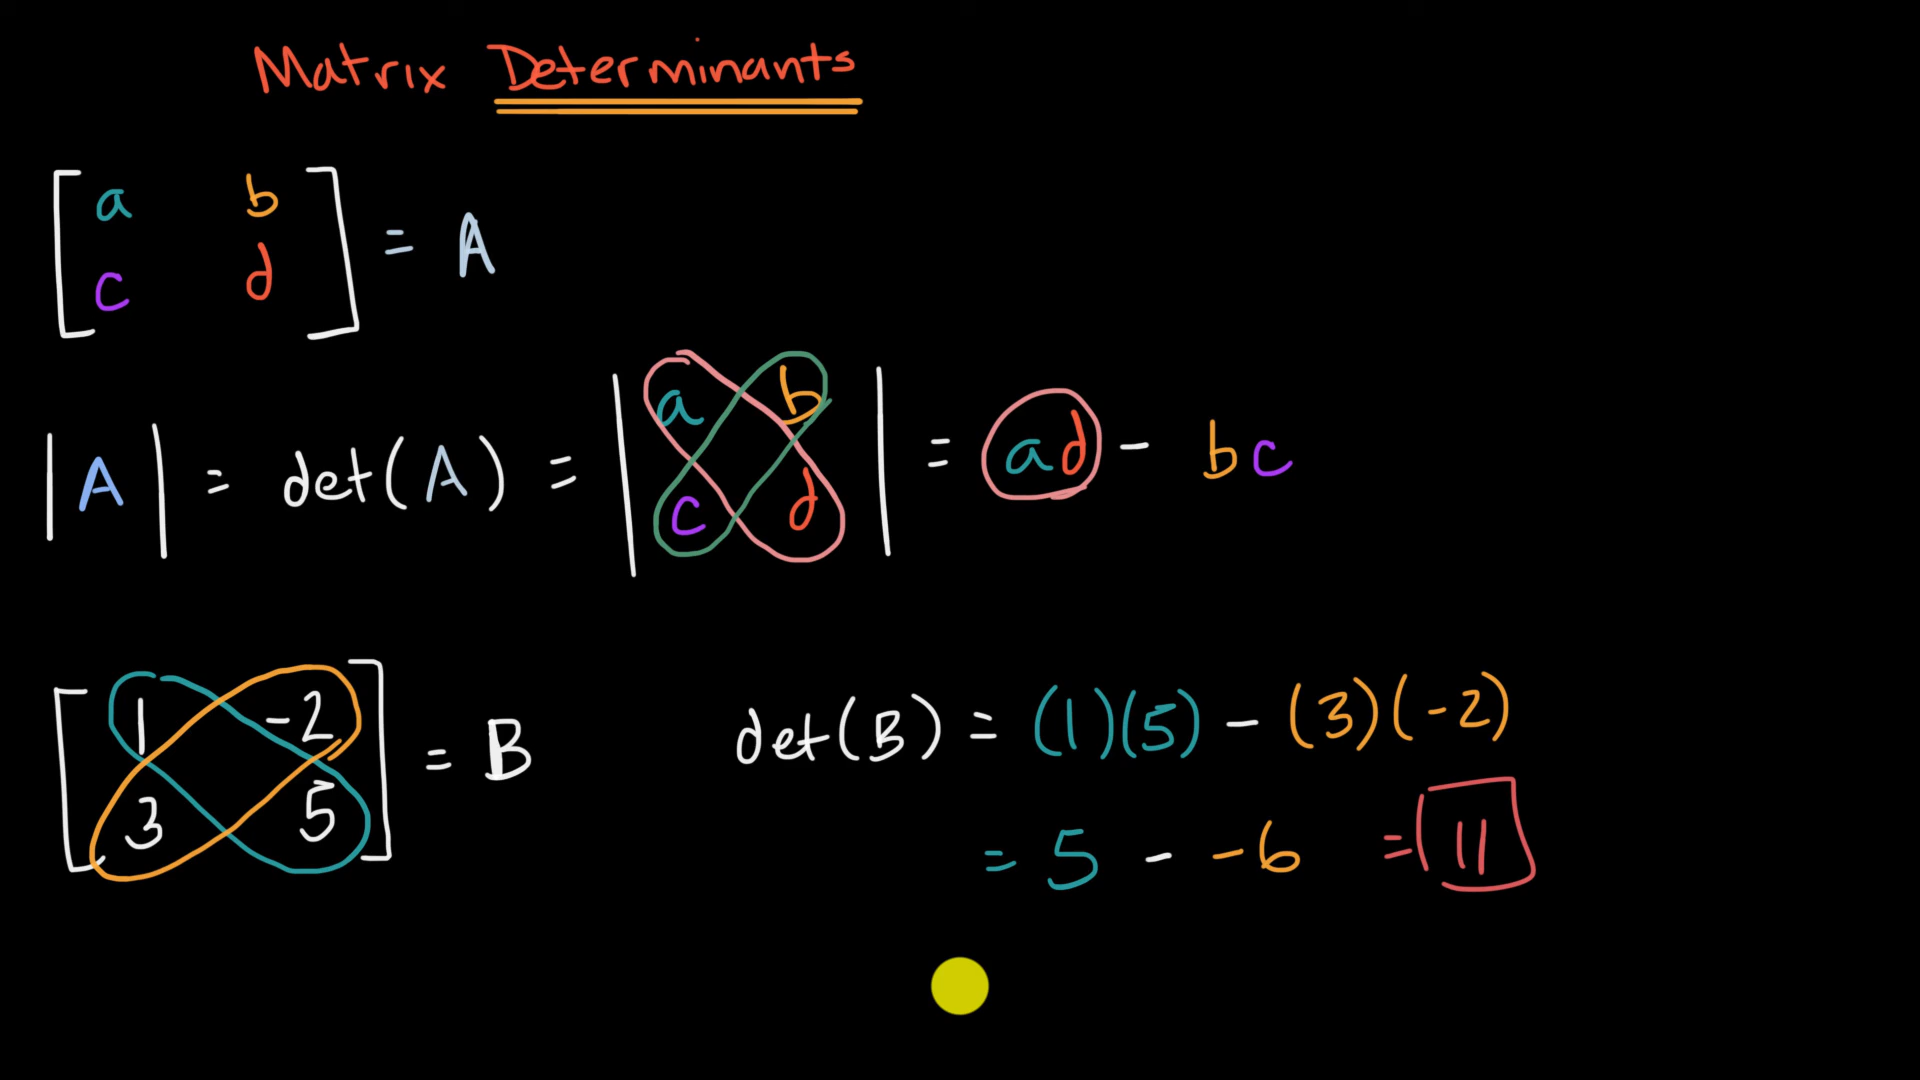 Matrix Determinants
[ a b
c d ] = A
|A| = det(A) = | a b
c d | = ad - bc
[ 1 -2
3 5 ] = B
det(B) = (1)(5) - (3)(-2)
= 5 - -6 = 11